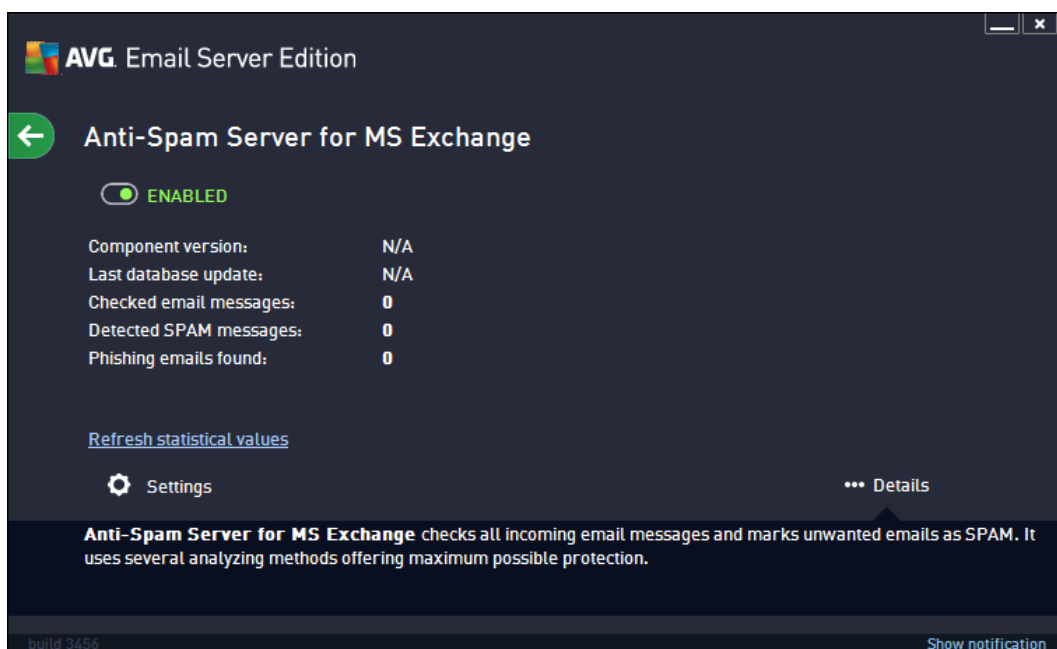 AVG. Email Server Edition
Anti-Spam Server for MS Exchange
ENABLED
Component version: N/A
Last database update: N/A
Checked email messages: 0
Detected SPAM messages: 0
Phishing emails found: 0
Refresh statistical values
Settings
••• Details
Anti-Spam Server for MS Exchange checks all incoming email messages and marks unwanted emails as SPAM. It
uses several analyzing methods offering maximum possible protection.
build 3456
Show notification